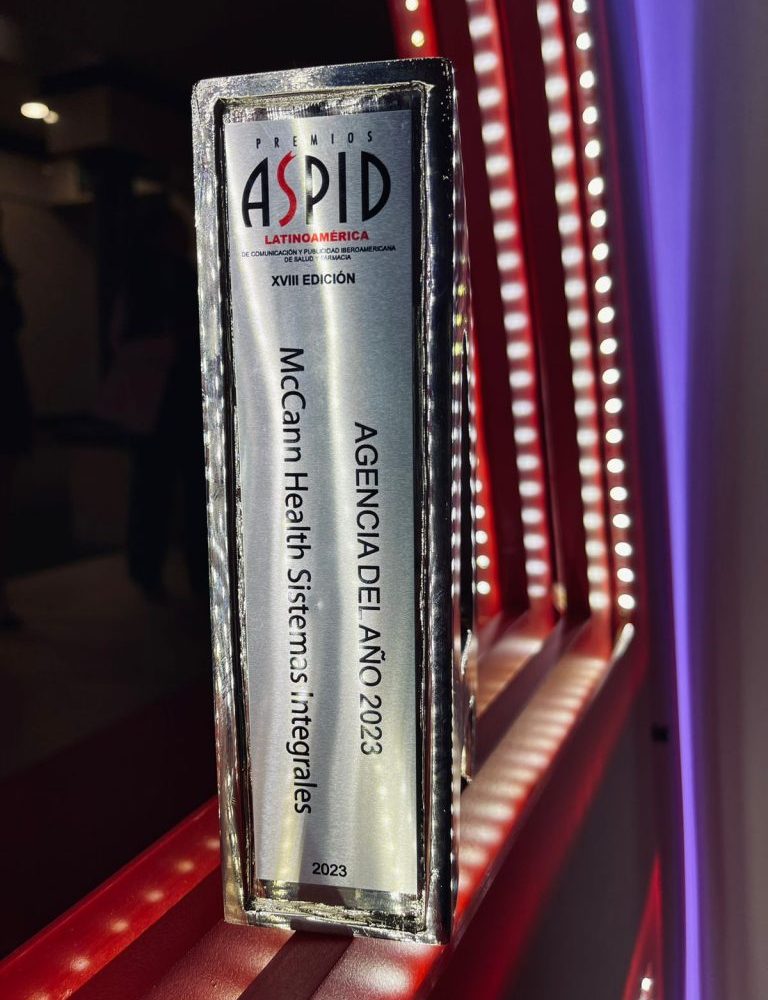 PREMIOS
ASPID
LATINOAMÉRICA
DE COMUNICACIÓN Y PUBLICIDAD IBEROAMERICANA
DE SALUD Y FARMACIA
XVIII EDICIÓN
AGENCIA DEL AÑO 2023
McCann Health Sistemas Integrales
2023